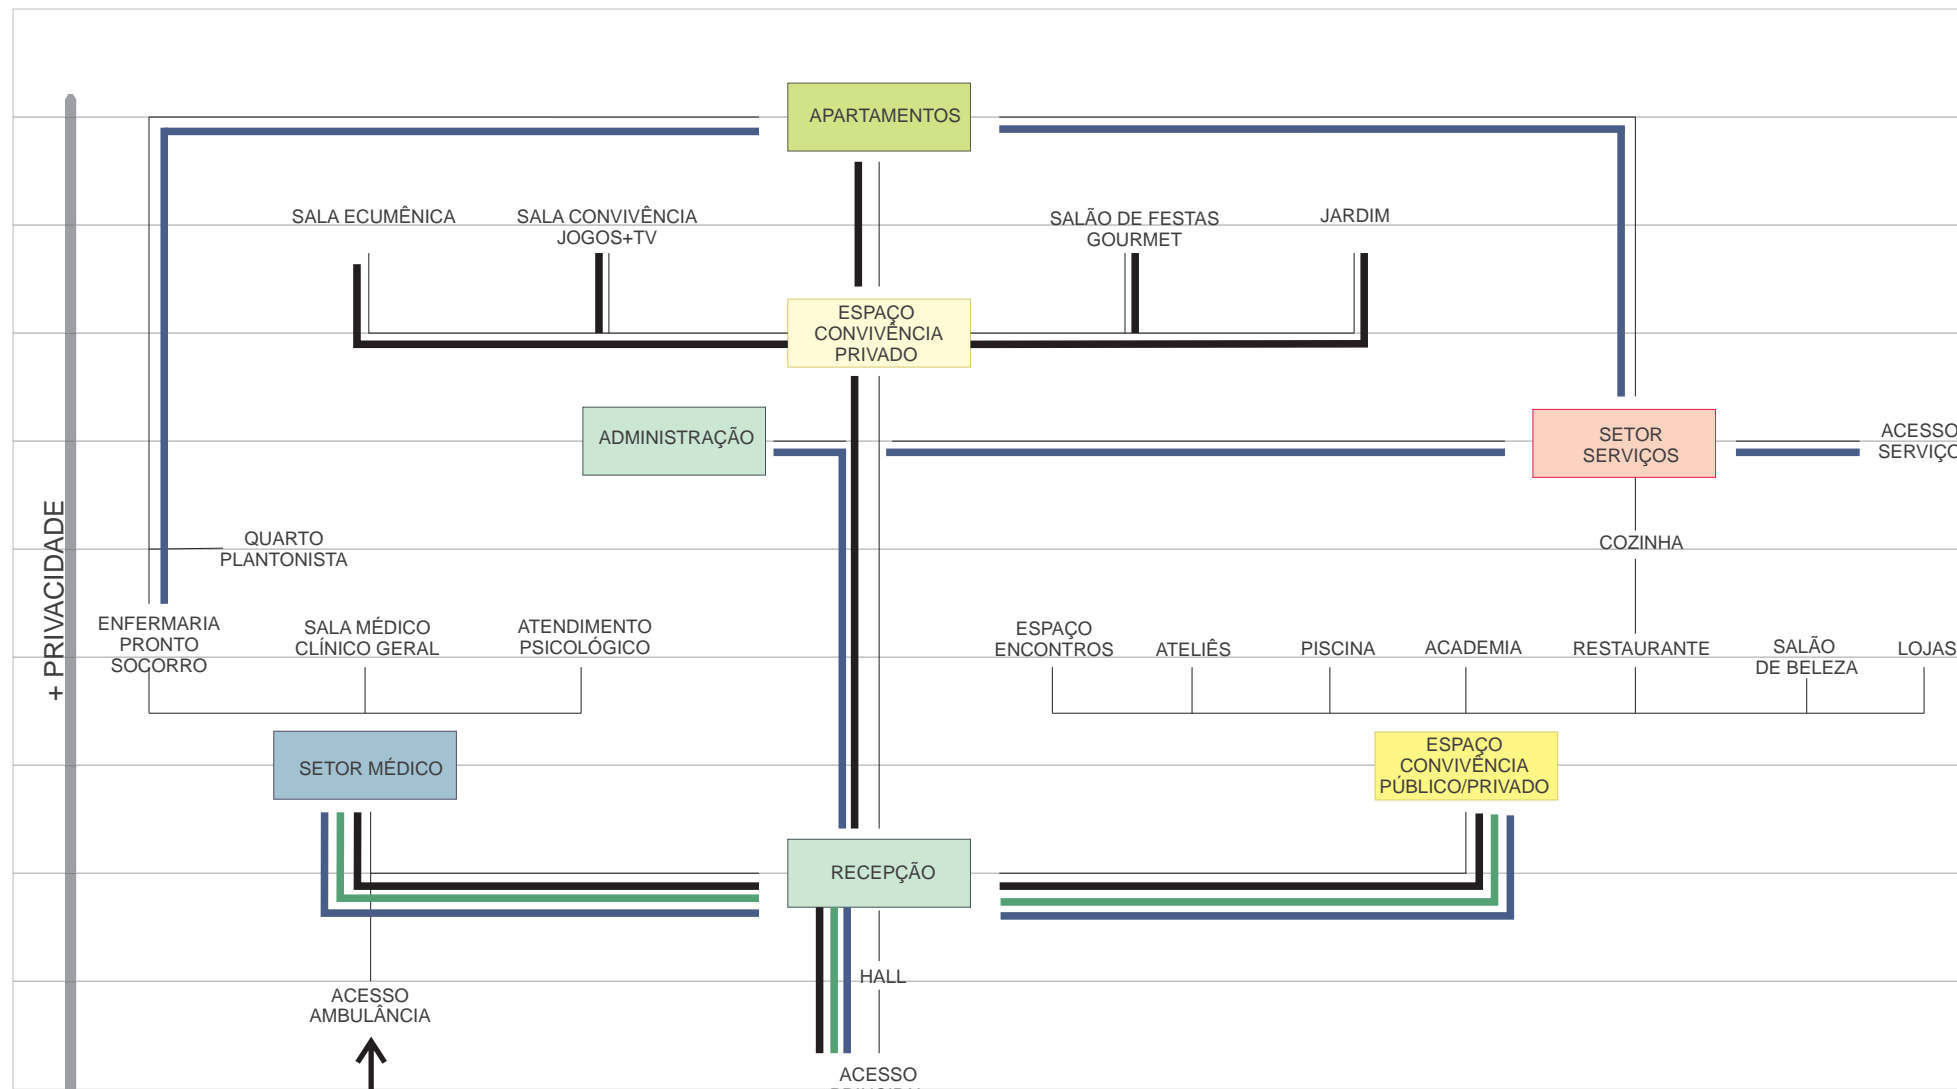 APARTAMENTOS
SALA ECUMÊNICA
SALA CONVIVÊNCIA
JOGOS+TV
SALÃO DE FESTAS
GOURMET
JARDIM
ESPAÇO
CONVIVÊNCIA
PRIVADO
ADMINISTRAÇÃO
SETOR
SERVIÇOS
ACESSO
SERVIÇO
+ PRIVACIDADE
QUARTO
PLANTONISTA
COZINHA
ENFERMARIA
PRONTO
SOCORRO
SALA MÉDICO
CLÍNICO GERAL
ATENDIMENTO
PSICOLÓGICO
ESPAÇO
ENCONTROS
ATELIÊS
PISCINA
ACADEMIA
RESTAURANTE
SALÃO
DE BELEZA
LOJAS
SETOR MÉDICO
ESPAÇO
CONVIVÊNCIA
PÚBLICO/PRIVADO
RECEPÇÃO
HALL
ACESSO
AMBULÂNCIA
ACESSO